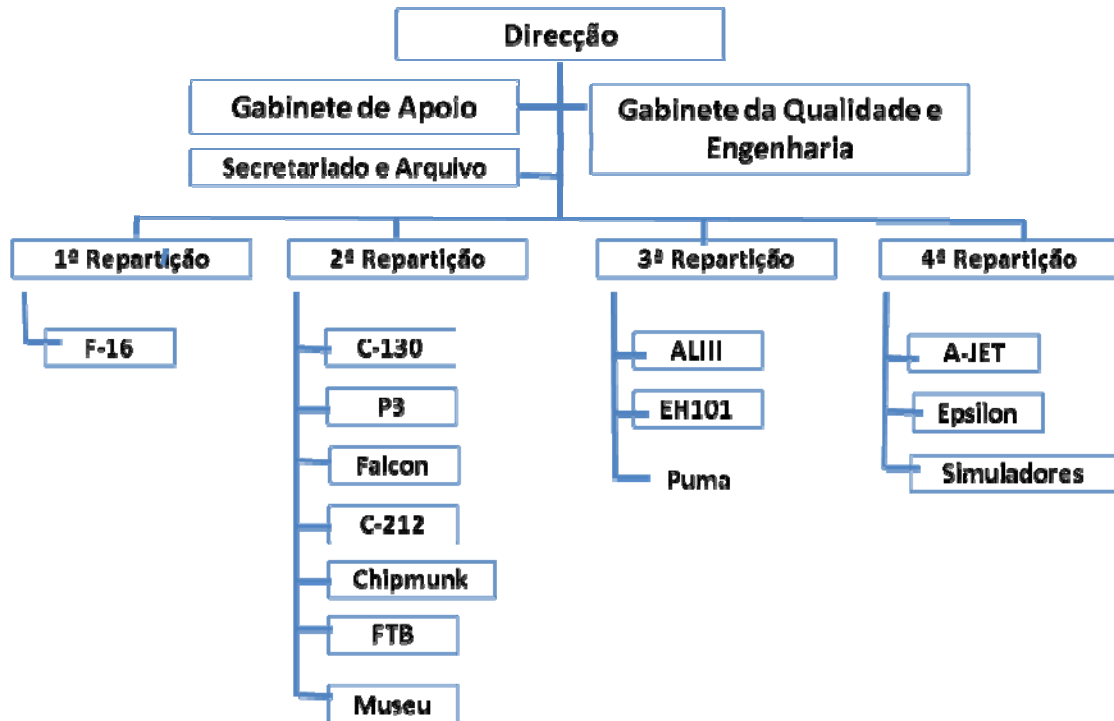 Direcção
Gabinete de Apoio
Gabinete da Qualidade e
Engenharia
Secretariado e Arquivo
1ª Repartição
2ª Repartição
3ª Repartição
4ª Repartição
F-16
C-130
P3
Falcon
C-212
Chipmunk
FTB
Museu
ALIII
EH101
Puma
A-JET
Epsilon
Simuladores